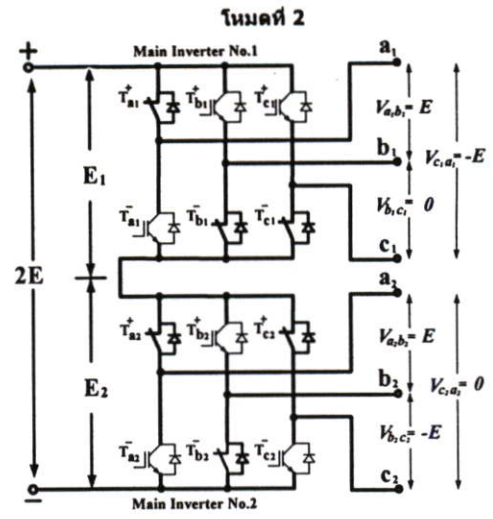 โหมดที่ 2
Main Inverter No.1
+
a₁
T⁺a1 T⁺b1 T⁺c1
Va₁b₁= E
E₁
b₁
Vc₁a₁= -E
T⁻a1 T⁻b1 T⁻c1
Vb₁c₁= 0
c₁
2E
a₂
T⁺a2 T⁺b2 T⁺c2
Va₂b₂= E
E₂
b₂
Vc₂a₂= 0
T⁻a2 T⁻b2 T⁻c2
Vb₂c₂= -E
c₂
−
Main Inverter No.2